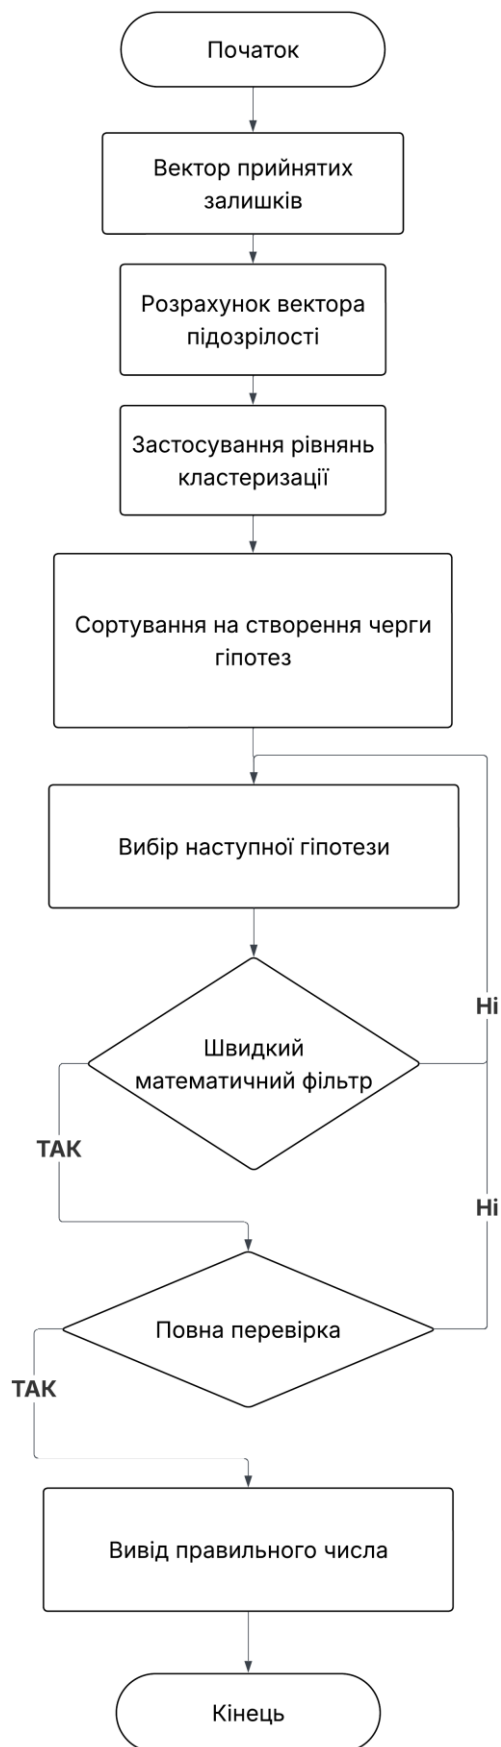 Початок
Вектор прийнятих
залишків
Розрахунок вектора
підозрілості
Застосування рівнянь
кластеризації
Сортування на створення черги
гіпотез
Вибір наступної гіпотези
Ні
Швидкий
математичний фільтр
ТАК
Ні
Повна перевірка
ТАК
Вивід правильного числа
Кінець